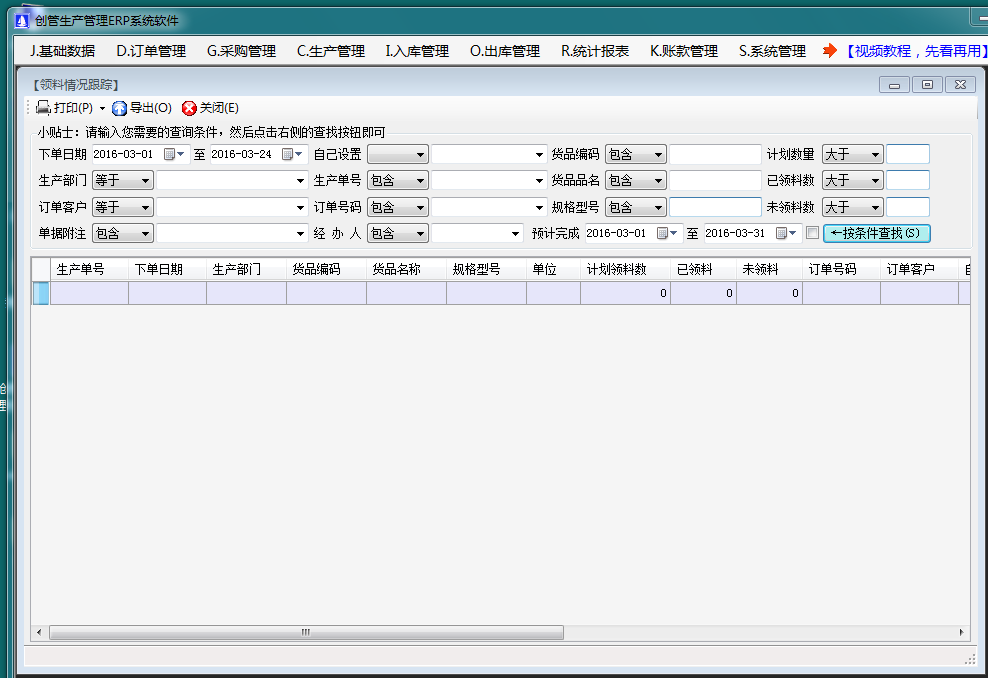 创管生产管理ERP系统软件
J.基础数据 D.订单管理 G.采购管理 C.生产管理 I.入库管理 O.出库管理 R.统计报表 K.账款管理 S.系统管理 【视频教程，先看再用】
【领料情况跟踪】
打印(P) 导出(O) 关闭(E)
小贴士：请输入您需要的查询条件，然后点击右侧的查找按钮即可
下单日期 2016-03-01 至 2016-03-24 自己设置 货品编码 包含 计划数量 大于
生产部门 等于 生产单号 包含 货品品名 包含 已领料数 大于
订单客户 等于 订单号码 包含 规格型号 包含 未领料数 大于
单据附注 包含 经 办 人 包含 预计完成 2016-03-01 至 2016-03-31 ←按条件查找(S)
生产单号 下单日期 生产部门 货品编码 货品名称 规格型号 单位 计划领料数 已领料 未领料 订单号码 订单客户
0 0 0